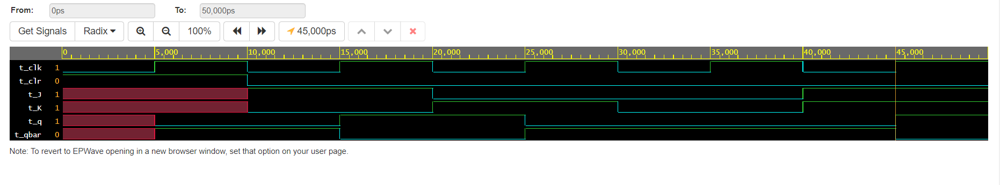 From: 0ps To: 50,000ps
Get Signals Radix 100% 45,000ps
0 5,000 10,000 15,000 20,000 25,000 30,000 35,000 40,000 45,000
t_clk 1
t_clr 0
t_J 1
t_K 1
t_q 1
t_qbar 0
Note: To revert to EPWave opening in a new browser window, set that option on your user page.